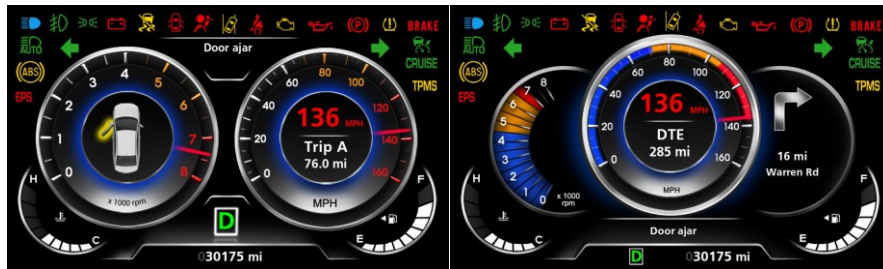 BRAKE
AUTO
Door ajar
CRUISE
(ABS)
TPMS
EPS
0
1
2
3
4
5
6
7
8
x 1000 rpm
0
20
40
60
80
100
120
140
160
136 MPH
Trip A
76.0 mi
MPH
H
C
D
F
E
030175 mi
BRAKE
AUTO
CRUISE
(ABS)
TPMS
EPS
0
1
2
3
4
5
6
7
8
x 1000
rpm
0
20
40
60
80
100
120
140
160
136 MPH
DTE
285 mi
MPH
16 mi
Warren Rd
H
C
F
E
Door ajar
D
030175 mi